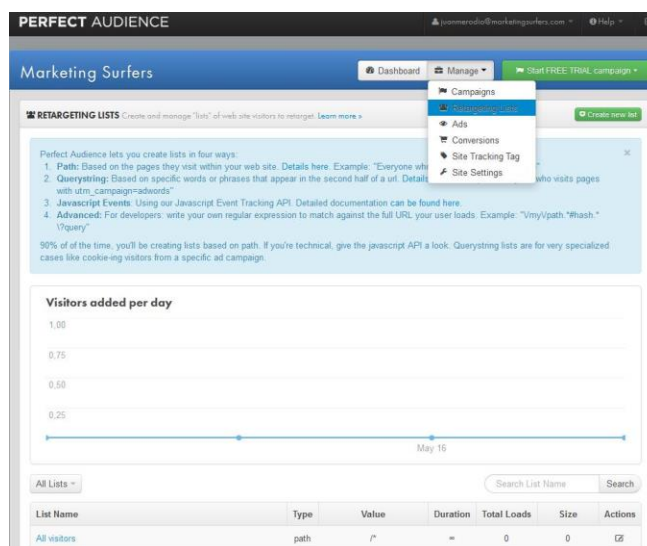 PERFECT AUDIENCE
juanmerodio@marketingsurfers.com
Help
Marketing Surfers
Dashboard
Manage
Start FREE TRIAL campaign
Campaigns
Retargeting Lists
Ads
Conversions
Site Tracking Tag
Site Settings
RETARGETING LISTS Create and manage "lists" of web site visitors to retarget. Learn more »
Create new list
Perfect Audience lets you create lists in four ways:
1. Path: Based on the pages they visit within your web site. Details here. Example: "Everyone who
2. Querystring: Based on specific words or phrases that appear in the second half of a url. Details who visits pages
with utm_campaign=adwords"
3. Javascript Events: Using our Javascript Event Tracking API. Detailed documentation can be found here.
4. Advanced: For developers: write your own regular expression to match against the full URL your user loads. Example: "\/my\/path.*#hash.*
\?query"
90% of of the time, you'll be creating lists based on path. If you're technical, give the javascript API a look. Querystring lists are for very specialized
cases like cookie-ing visitors from a specific ad campaign.
Visitors added per day
1,00
0,75
0,50
0,25
May 16
All Lists
Search List Name
Search
List Name Type Value Duration Total Loads Size Actions
All visitors path /* ∞ 0 0